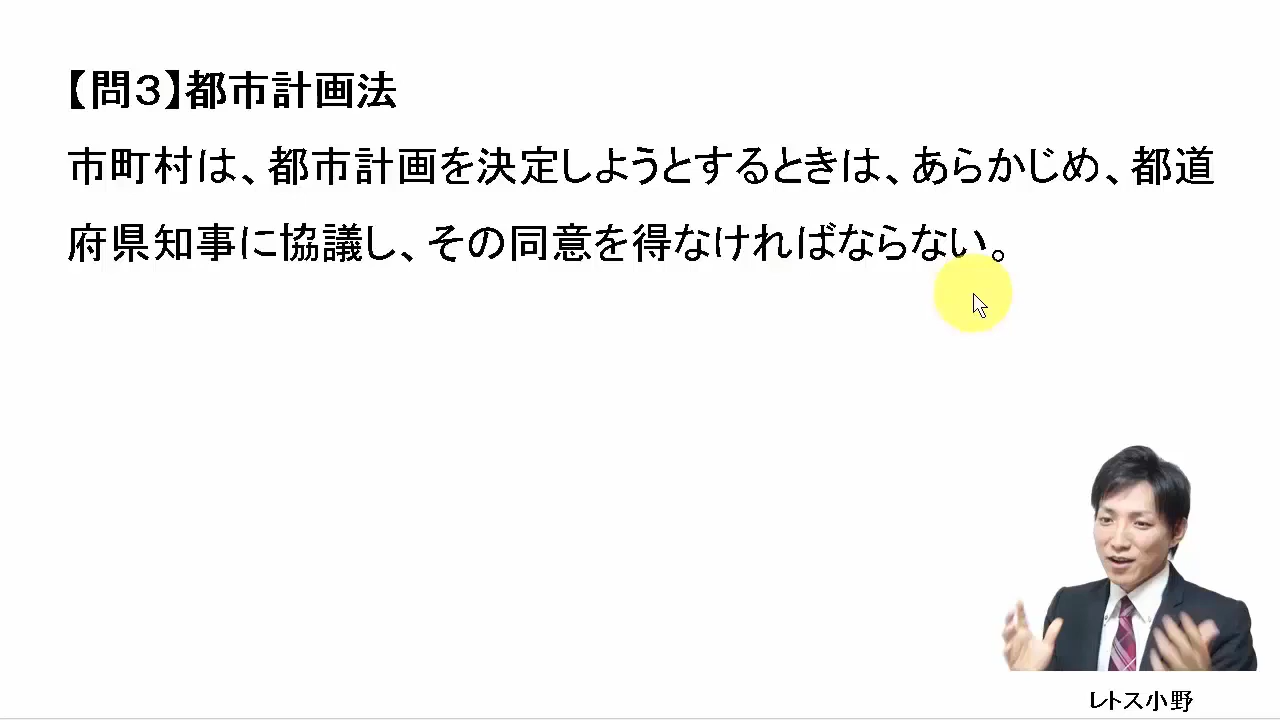 【問３】都市計画法
市町村は、都市計画を決定しようとするときは、あらかじめ、都道
府県知事に協議し、その同意を得なければならない。
レトス小野